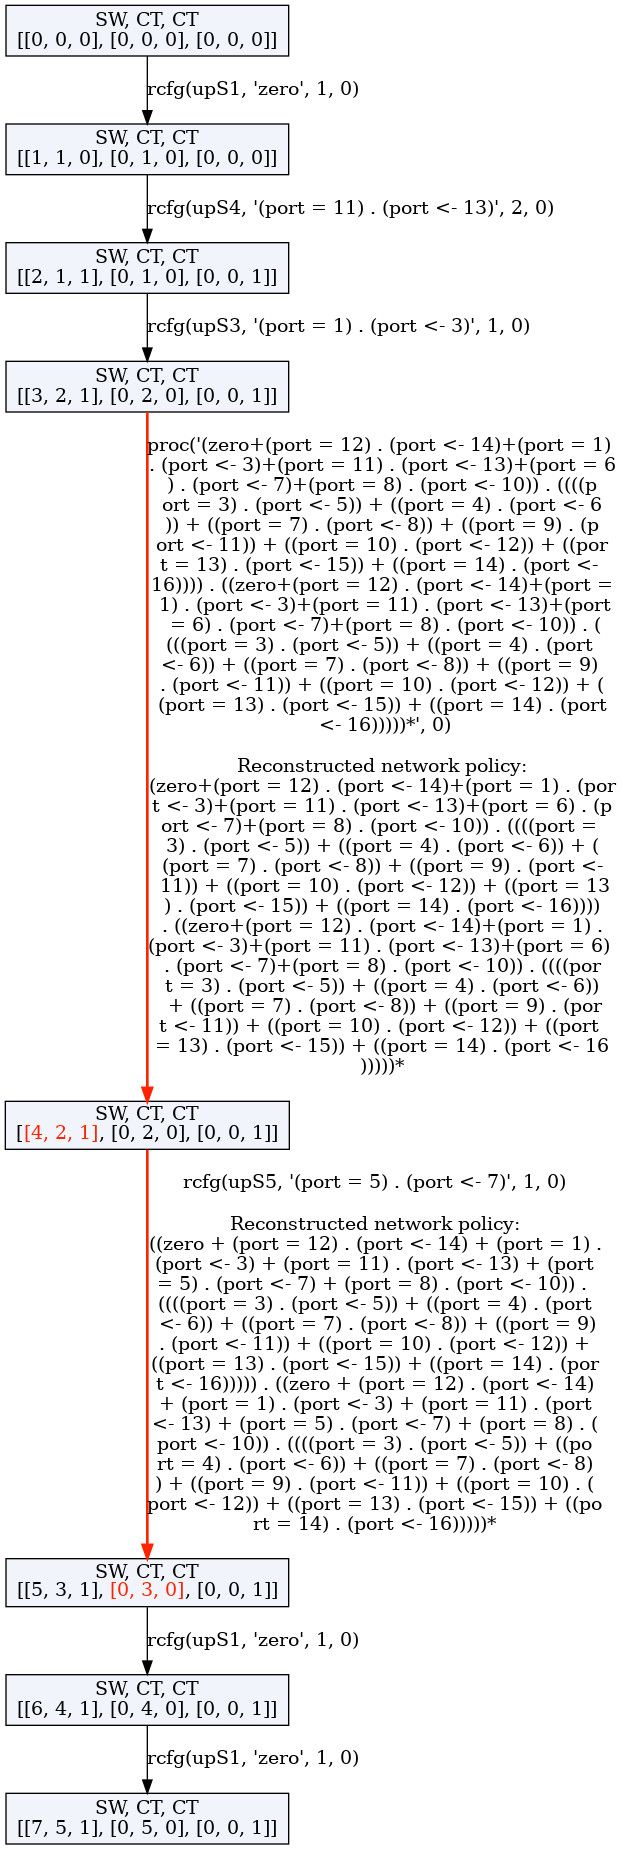 SW, CT, CT
[[0, 0, 0], [0, 0, 0], [0, 0, 0]]
rcfg(upS1, 'zero', 1, 0)
SW, CT, CT
[[1, 1, 0], [0, 1, 0], [0, 0, 0]]
rcfg(upS4, '(port = 11) . (port <- 13)', 2, 0)
SW, CT, CT
[[2, 1, 1], [0, 1, 0], [0, 0, 1]]
rcfg(upS3, '(port = 1) . (port <- 3)', 1, 0)
SW, CT, CT
[[3, 2, 1], [0, 2, 0], [0, 0, 1]]
proc('(zero+(port = 12) . (port <- 14)+(port = 1)
. (port <- 3)+(port = 11) . (port <- 13)+(port = 6
) . (port <- 7)+(port = 8) . (port <- 10)) . ((((p
ort = 3) . (port <- 5)) + ((port = 4) . (port <- 6
)) + ((port = 7) . (port <- 8)) + ((port = 9) . (p
ort <- 11)) + ((port = 10) . (port <- 12)) + ((por
t = 13) . (port <- 15)) + ((port = 14) . (port <-
16)))) . ((zero+(port = 12) . (port <- 14)+(port =
1) . (port <- 3)+(port = 11) . (port <- 13)+(port
= 6) . (port <- 7)+(port = 8) . (port <- 10)) . (
(((port = 3) . (port <- 5)) + ((port = 4) . (port
<- 6)) + ((port = 7) . (port <- 8)) + ((port = 9)
. (port <- 11)) + ((port = 10) . (port <- 12)) + (
(port = 13) . (port <- 15)) + ((port = 14) . (port
<- 16)))))*', 0)
Reconstructed network policy:
(zero+(port = 12) . (port <- 14)+(port = 1) . (por
t <- 3)+(port = 11) . (port <- 13)+(port = 6) . (p
ort <- 7)+(port = 8) . (port <- 10)) . ((((port =
3) . (port <- 5)) + ((port = 4) . (port <- 6)) + (
(port = 7) . (port <- 8)) + ((port = 9) . (port <-
11)) + ((port = 10) . (port <- 12)) + ((port = 13
) . (port <- 15)) + ((port = 14) . (port <- 16))))
. ((zero+(port = 12) . (port <- 14)+(port = 1) .
(port <- 3)+(port = 11) . (port <- 13)+(port = 6)
. (port <- 7)+(port = 8) . (port <- 10)) . ((((por
t = 3) . (port <- 5)) + ((port = 4) . (port <- 6))
+ ((port = 7) . (port <- 8)) + ((port = 9) . (por
t <- 11)) + ((port = 10) . (port <- 12)) + ((port
= 13) . (port <- 15)) + ((port = 14) . (port <- 16
)))))*
SW, CT, CT
[[4, 2, 1], [0, 2, 0], [0, 0, 1]]
rcfg(upS5, '(port = 5) . (port <- 7)', 1, 0)
Reconstructed network policy:
((zero + (port = 12) . (port <- 14) + (port = 1) .
(port <- 3) + (port = 11) . (port <- 13) + (port
= 5) . (port <- 7) + (port = 8) . (port <- 10)) .
((((port = 3) . (port <- 5)) + ((port = 4) . (port
<- 6)) + ((port = 7) . (port <- 8)) + ((port = 9)
. (port <- 11)) + ((port = 10) . (port <- 12)) +
((port = 13) . (port <- 15)) + ((port = 14) . (por
t <- 16))))) . ((zero + (port = 12) . (port <- 14)
+ (port = 1) . (port <- 3) + (port = 11) . (port
<- 13) + (port = 5) . (port <- 7) + (port = 8) . (
port <- 10)) . ((((port = 3) . (port <- 5)) + ((po
rt = 4) . (port <- 6)) + ((port = 7) . (port <- 8)
) + ((port = 9) . (port <- 11)) + ((port = 10) . (
port <- 12)) + ((port = 13) . (port <- 15)) + ((po
rt = 14) . (port <- 16)))))*
SW, CT, CT
[[5, 3, 1], [0, 3, 0], [0, 0, 1]]
rcfg(upS1, 'zero', 1, 0)
SW, CT, CT
[[6, 4, 1], [0, 4, 0], [0, 0, 1]]
rcfg(upS1, 'zero', 1, 0)
SW, CT, CT
[[7, 5, 1], [0, 5, 0], [0, 0, 1]]